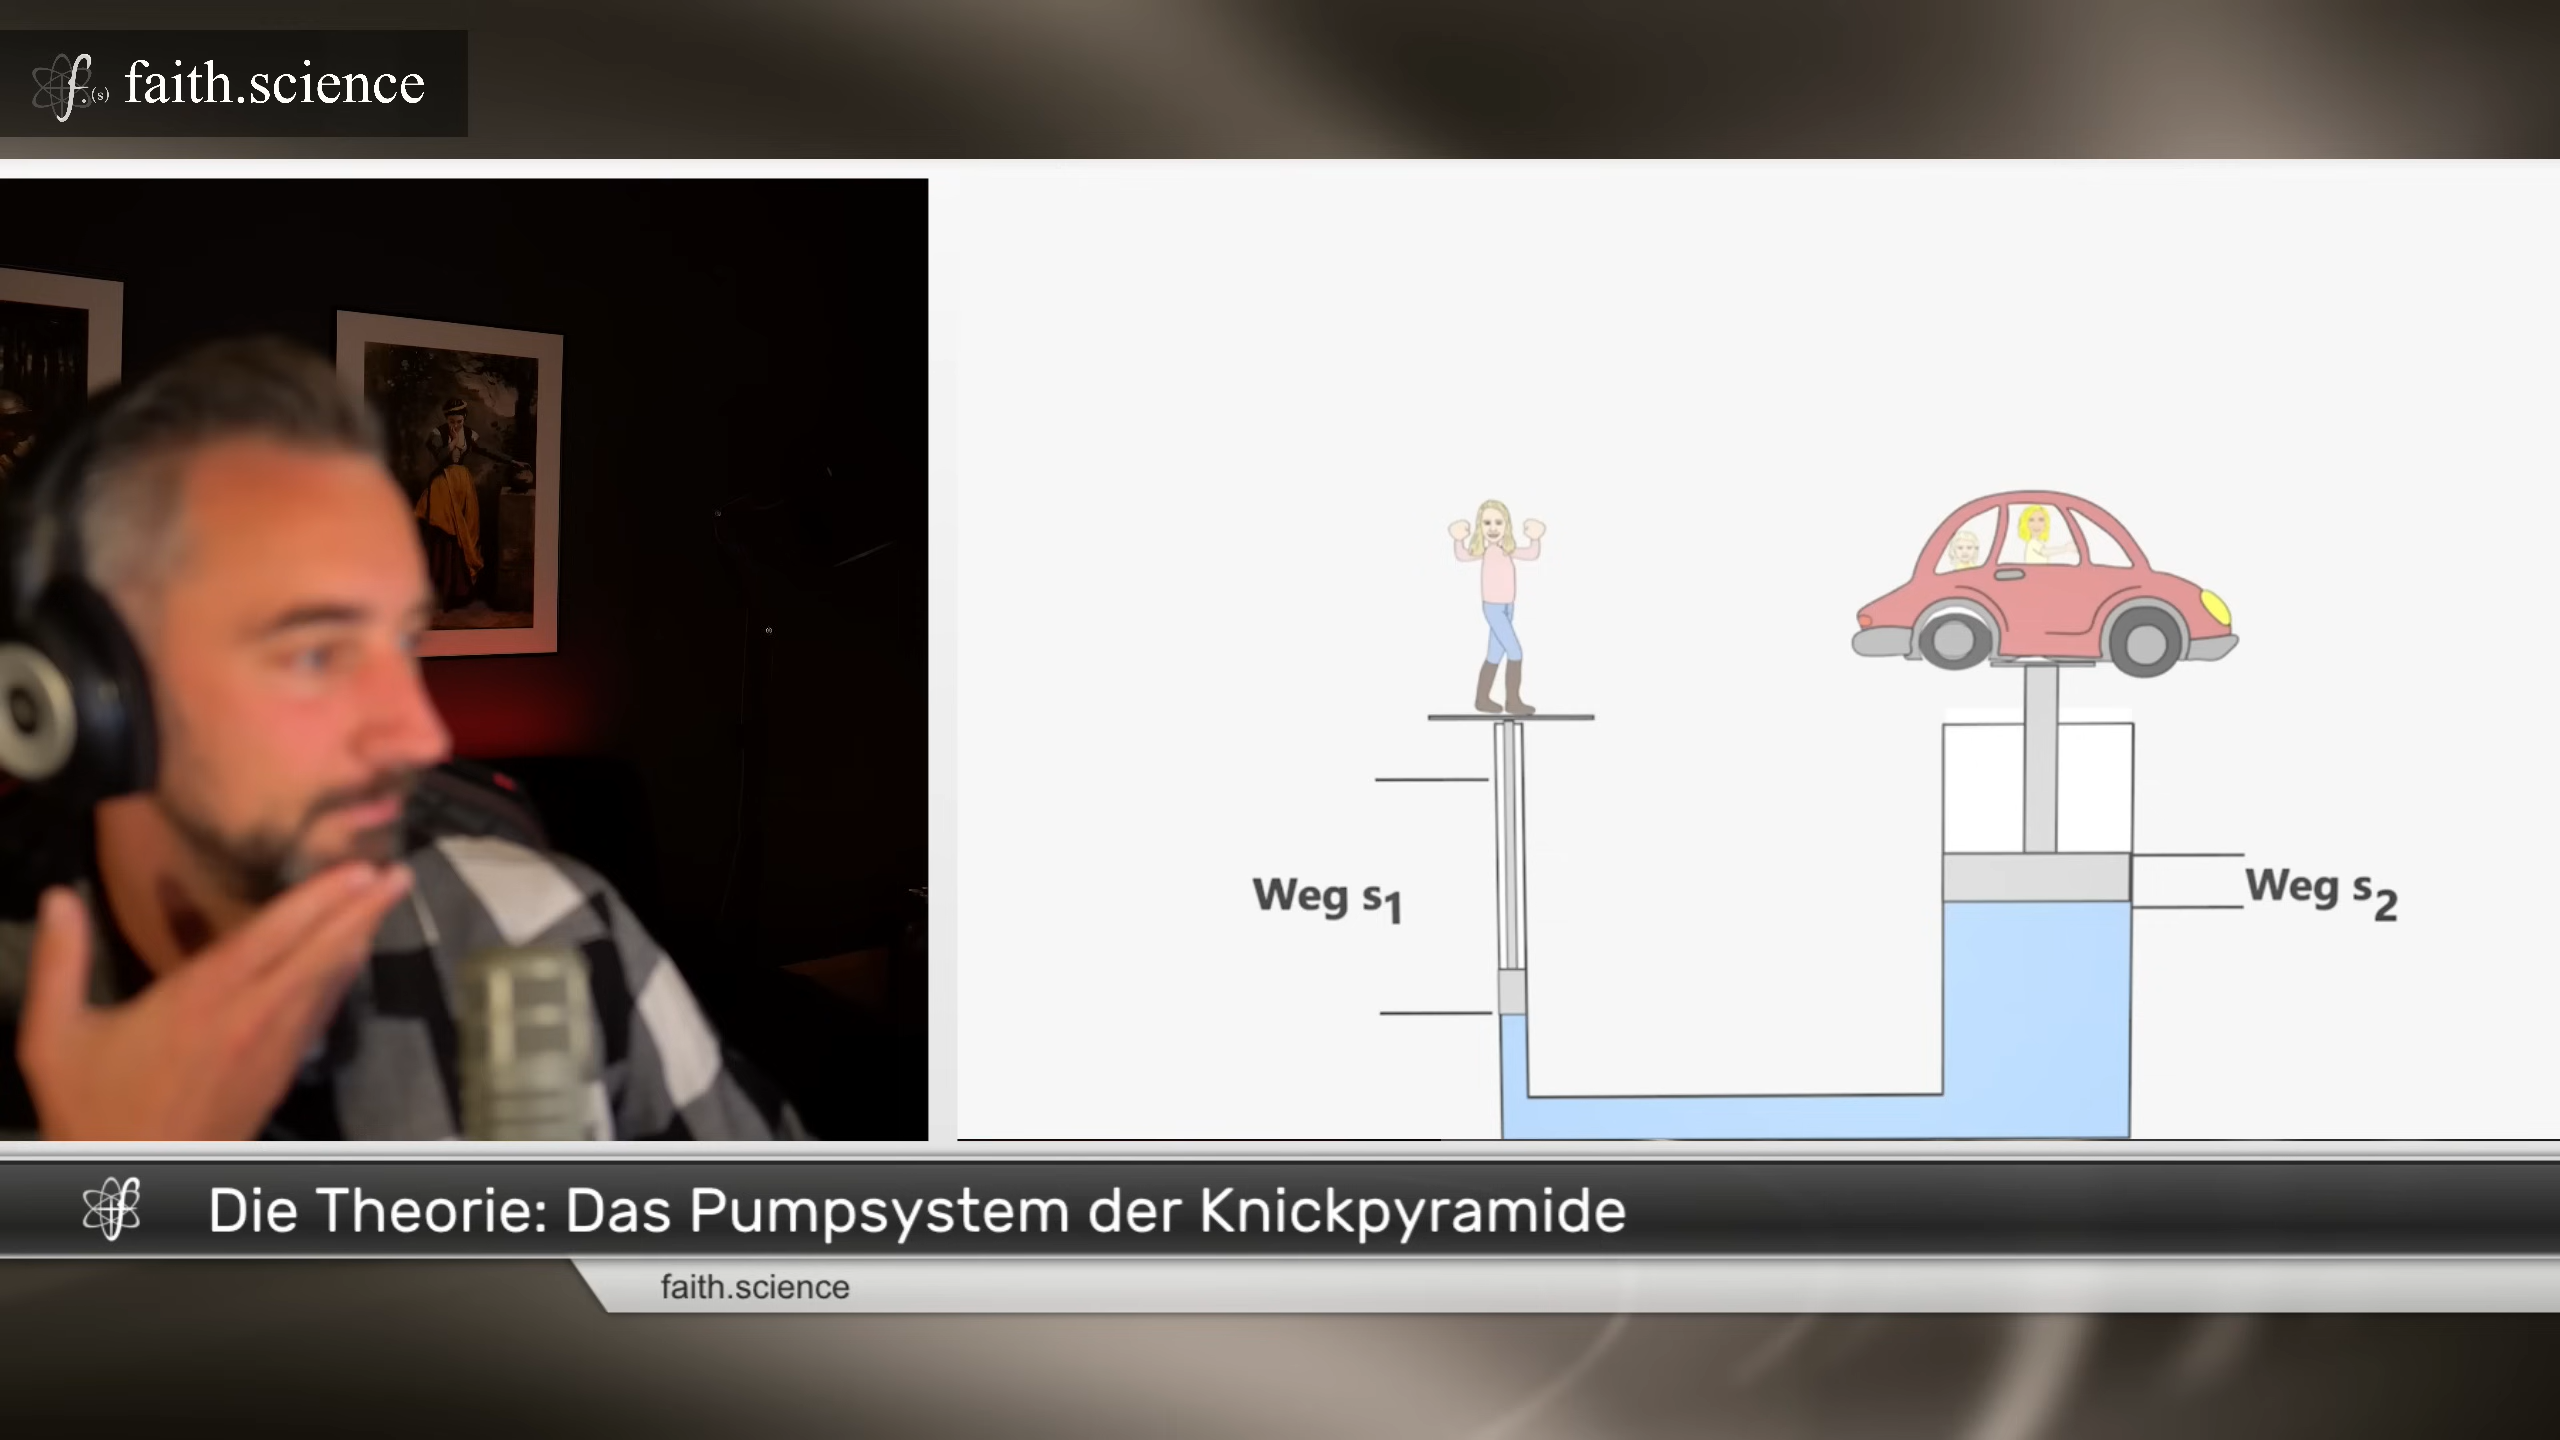 f.(s) faith.science
Weg s1
Weg s2
Die Theorie: Das Pumpsystem der Knickpyramide
faith.science